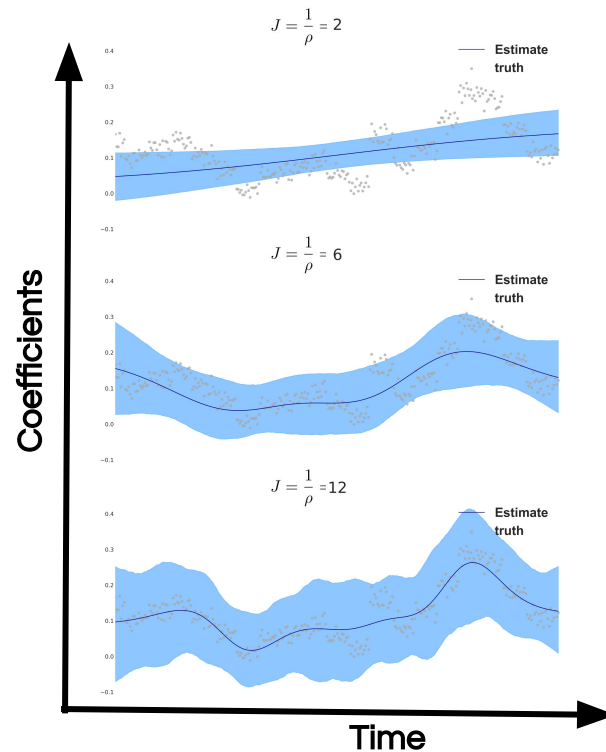 J = 1/ρ = 2
0.4
Estimate
truth
0.3
0.2
0.1
0.0
−0.1
J = 1/ρ = 6
0.4
Estimate
truth
0.3
0.2
0.1
0.0
−0.1
J = 1/ρ =12
0.4
Estimate
truth
0.3
0.2
0.1
0.0
−0.1
Coefficients
Time